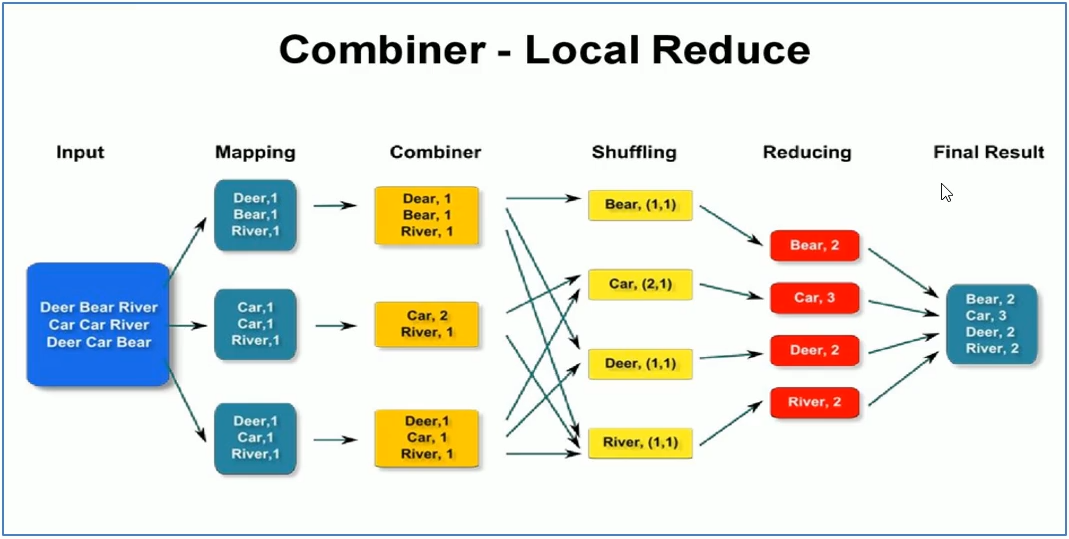 Combiner - Local Reduce
Input
Mapping
Combiner
Shuffling
Reducing
Final Result
Deer Bear River
Car Car River
Deer Car Bear
Deer,1
Bear,1
River,1
Car,1
Car,1
River,1
Deer,1
Car,1
River,1
Dear, 1
Bear, 1
River, 1
Car, 2
River, 1
Deer,1
Car, 1
River, 1
Bear, (1,1)
Car, (2,1)
Deer, (1,1)
River, (1,1)
Bear, 2
Car, 3
Deer, 2
River, 2
Bear, 2
Car, 3
Deer, 2
River, 2